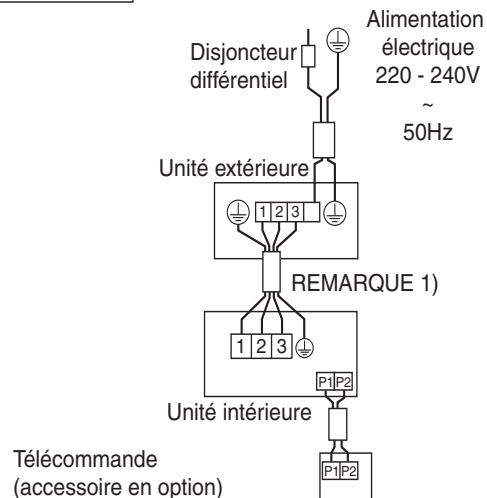 Alimentation
électrique
220 - 240V
~
50Hz
Disjoncteur
différentiel
Unité extérieure
1 2 3
REMARQUE 1)
1 2 3
P1 P2
Unité intérieure
Télécommande
(accessoire en option)
P1 P2